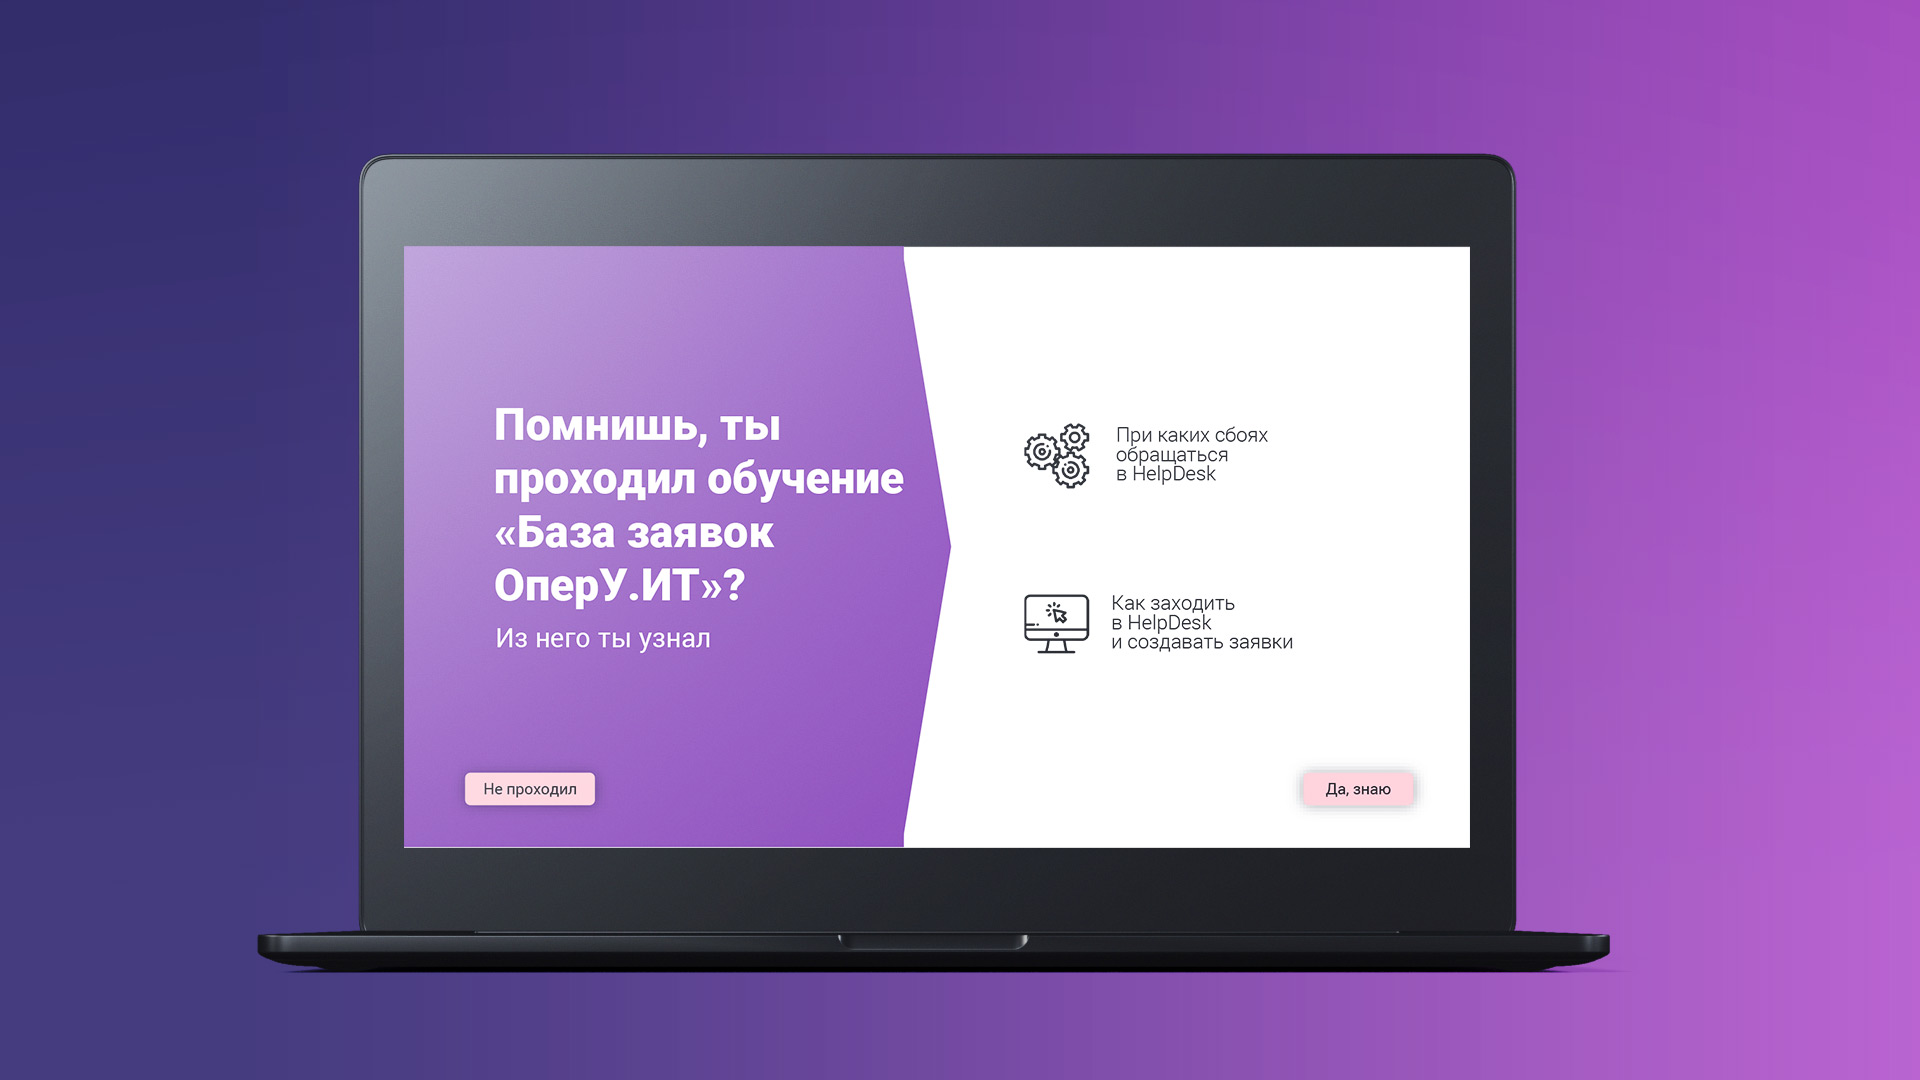 Помнишь, ты
проходил обучение
«База заявок
ОперУ.ИТ»?
Из него ты узнал
При каких сбоях
обращаться
в HelpDesk
Как заходить
в HelpDesk
и создавать заявки
Не проходил
Да, знаю